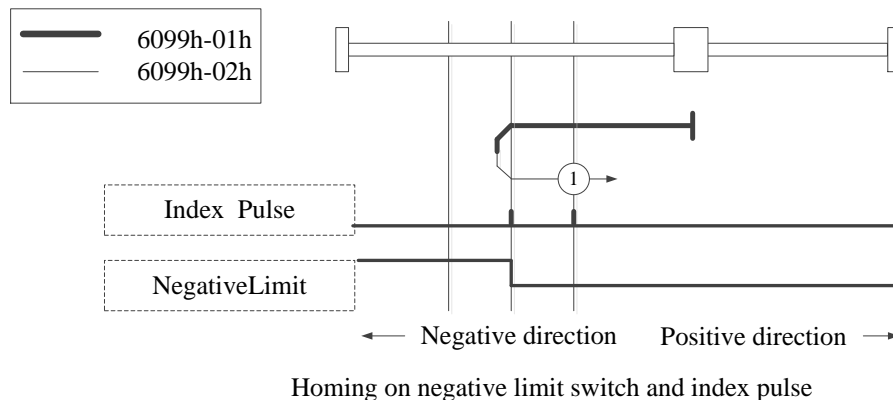 6099h-01h
6099h-02h
1
Index Pulse
NegativeLimit
Negative direction
Positive direction
Homing on negative limit switch and index pulse